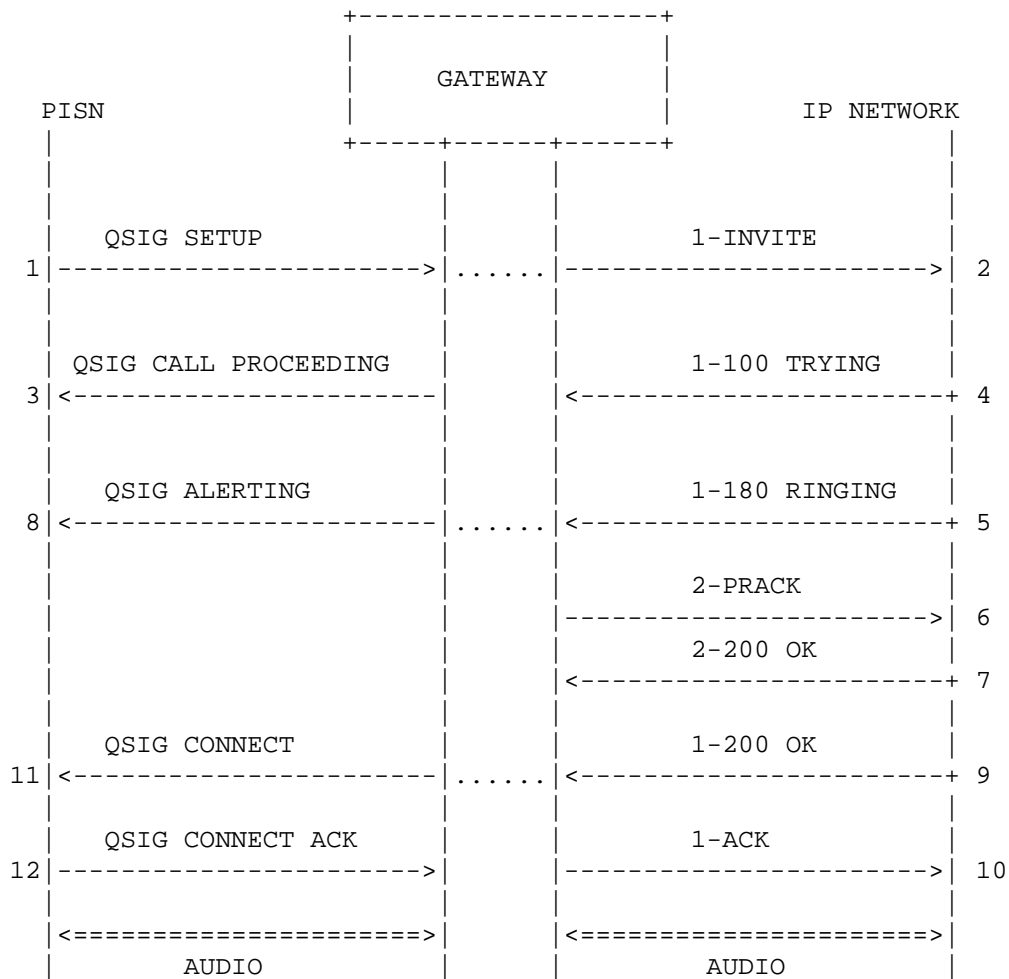 GATEWAY
PISN IP NETWORK
QSIG SETUP 1-INVITE
1 2
QSIG CALL PROCEEDING 1-100 TRYING
3 4
QSIG ALERTING 1-180 RINGING
8 5
2-PRACK
6
2-200 OK
7
QSIG CONNECT 1-200 OK
11 9
QSIG CONNECT ACK 1-ACK
12 10
AUDIO AUDIO